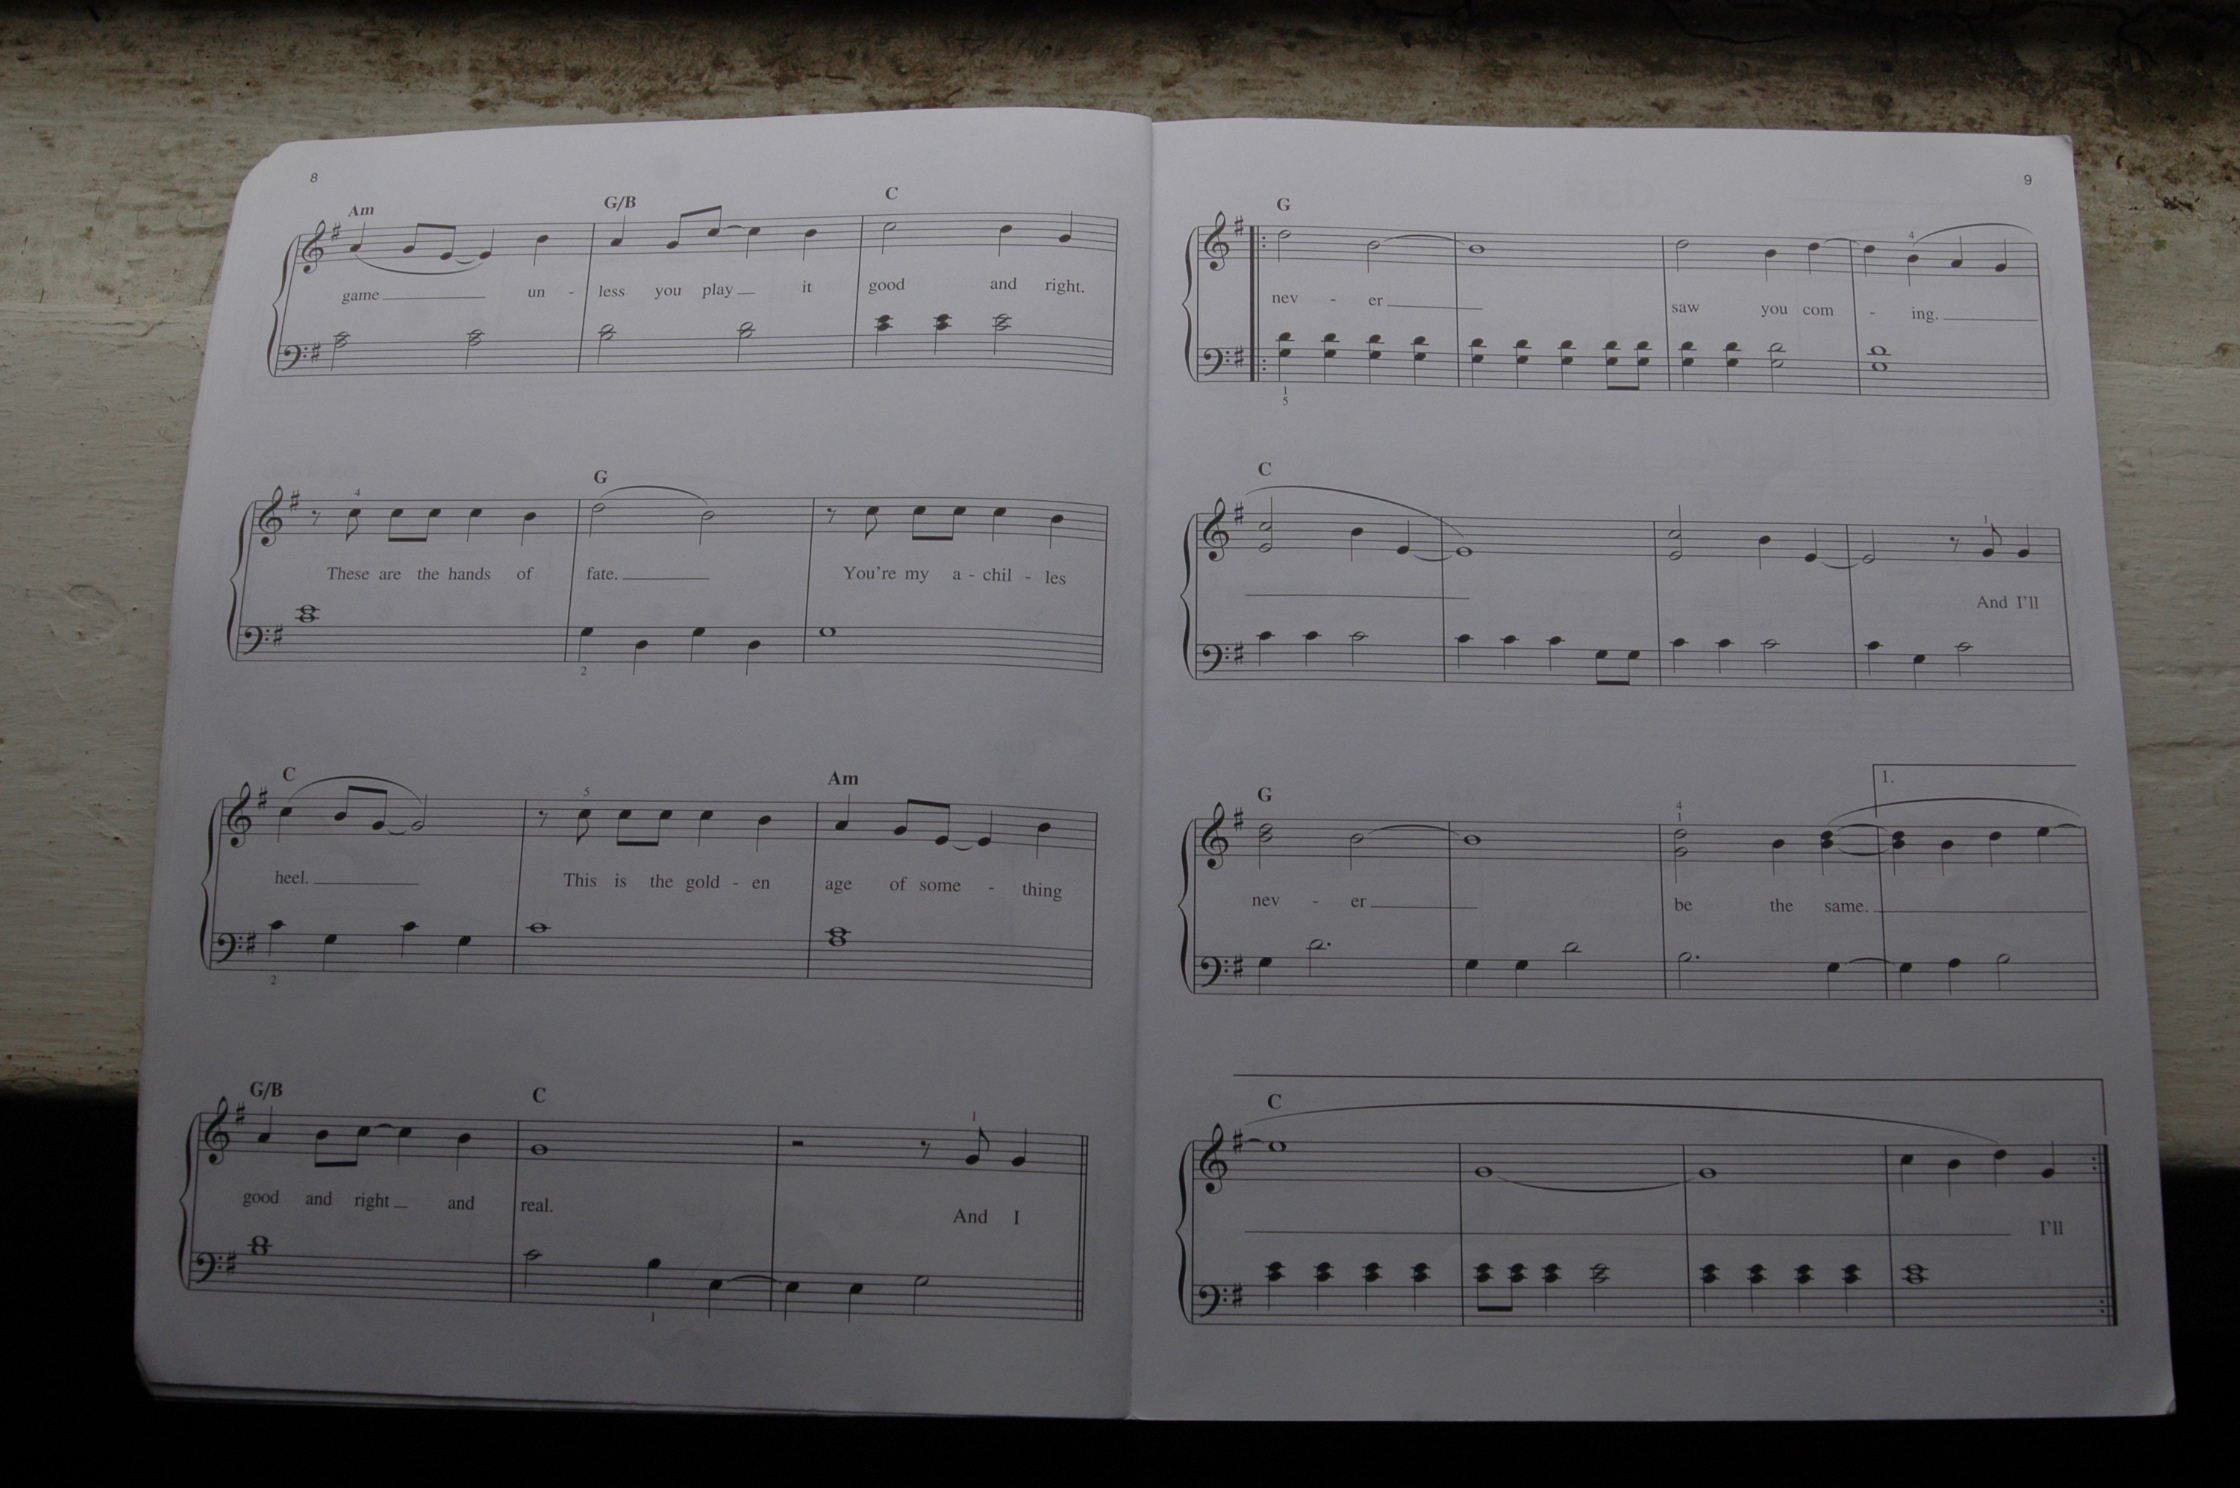 8
Am G/B C
game un - less you play it good and right.
4
G
These are the hands of fate. You're my a - chil - les
2
C Am
5
heel. This is the gold - en age of some - thing
2
G/B C
1
good and right and real. And I
1
9
G
4
nev - er saw you com - ing.
1
5
C
1
And I'll
G
1.
4
1
nev - er be the same.
C
I'll